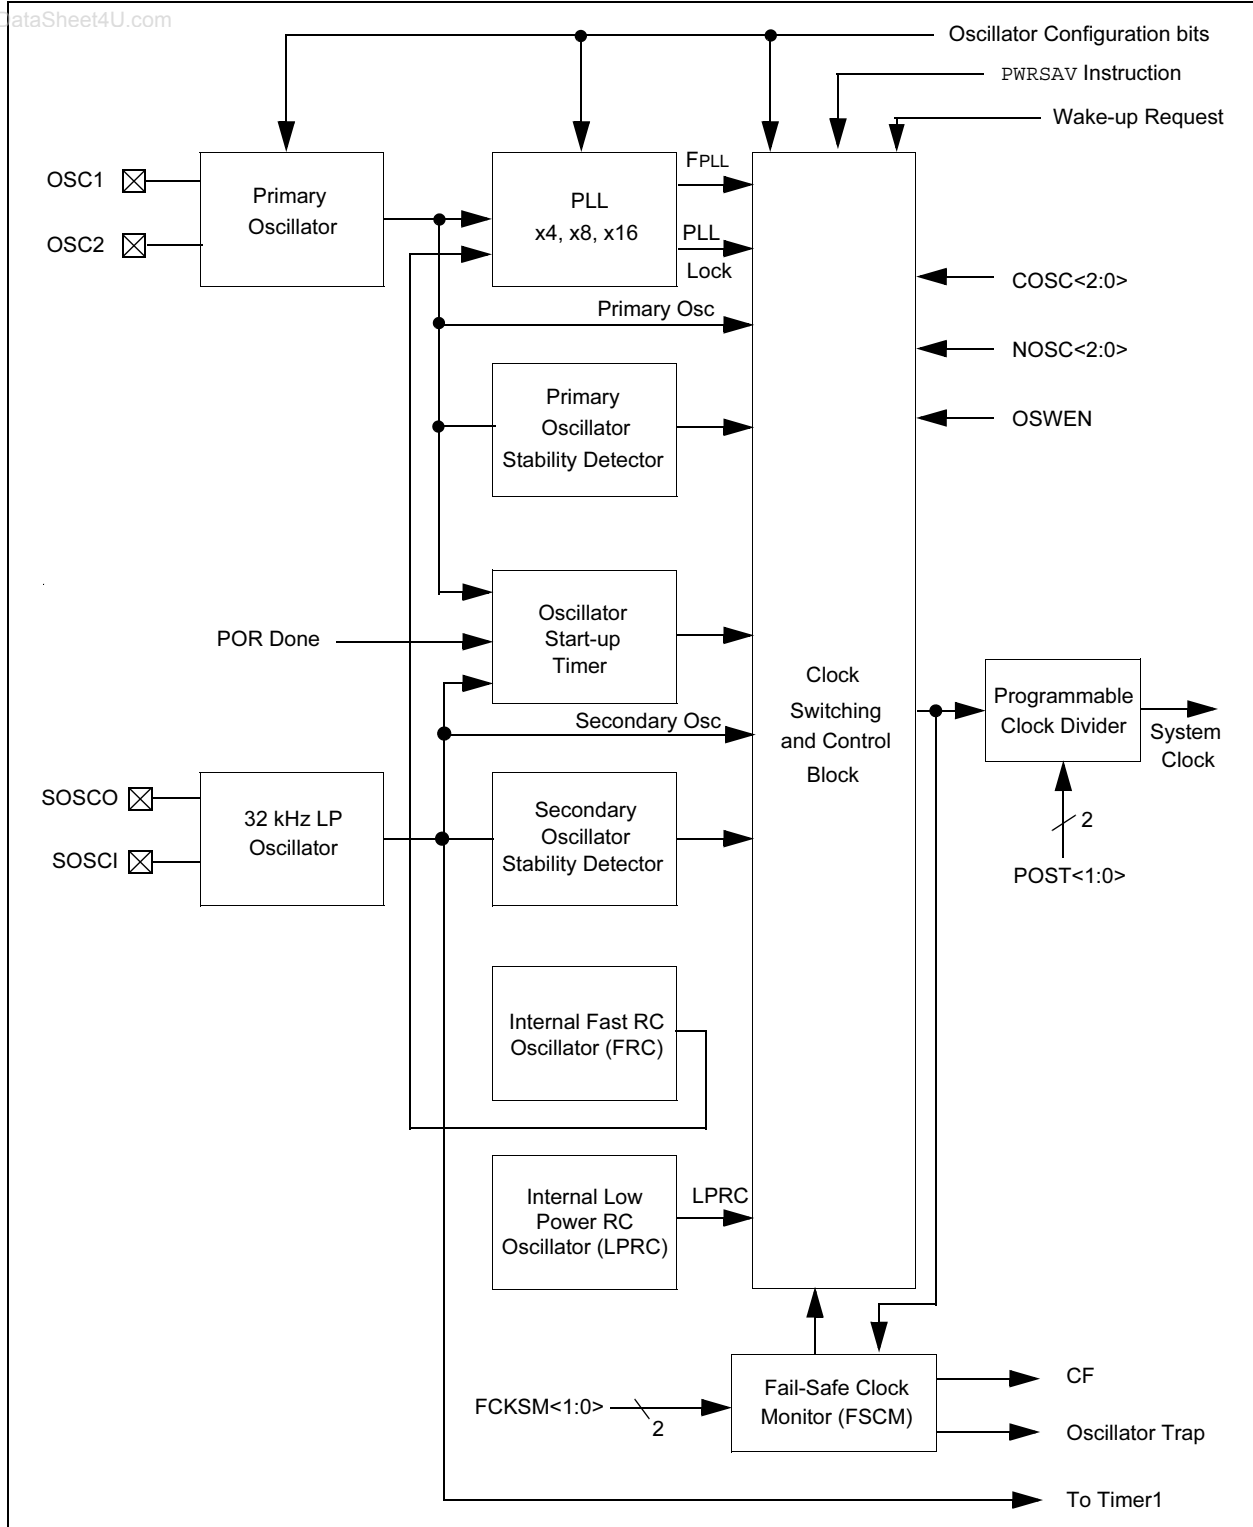 DataSheet4U.com
Oscillator Configuration bits
PWRSAV Instruction
Wake-up Request
OSC1
OSC2
Primary
Oscillator
PLL
x4, x8, x16
FPLL
PLL
Lock
Primary Osc
COSC<2:0>
NOSC<2:0>
OSWEN
Primary
Oscillator
Stability Detector
POR Done
Oscillator
Start-up
Timer
Clock
Switching
and Control
Block
Programmable
Clock Divider
System
Clock
2
POST<1:0>
Secondary Osc
SOSCO
SOSCI
32 kHz LP
Oscillator
Secondary
Oscillator
Stability Detector
Internal Fast RC
Oscillator (FRC)
Internal Low
Power RC
Oscillator (LPRC)
LPRC
FCKSM<1:0>
2
Fail-Safe Clock
Monitor (FSCM)
CF
Oscillator Trap
To Timer1